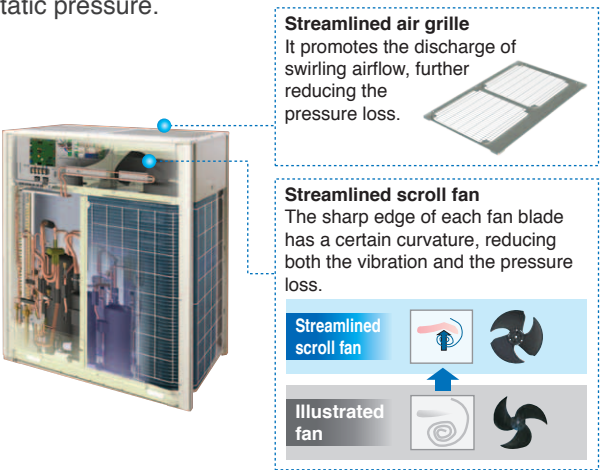 tatic pressure.
Streamlined air grille
It promotes the discharge of
swirling airflow, further
reducing the
pressure loss.
Streamlined scroll fan
The sharp edge of each fan blade
has a certain curvature, reducing
both the vibration and the pressure
loss.
Streamlined
scroll fan
Illustrated
fan